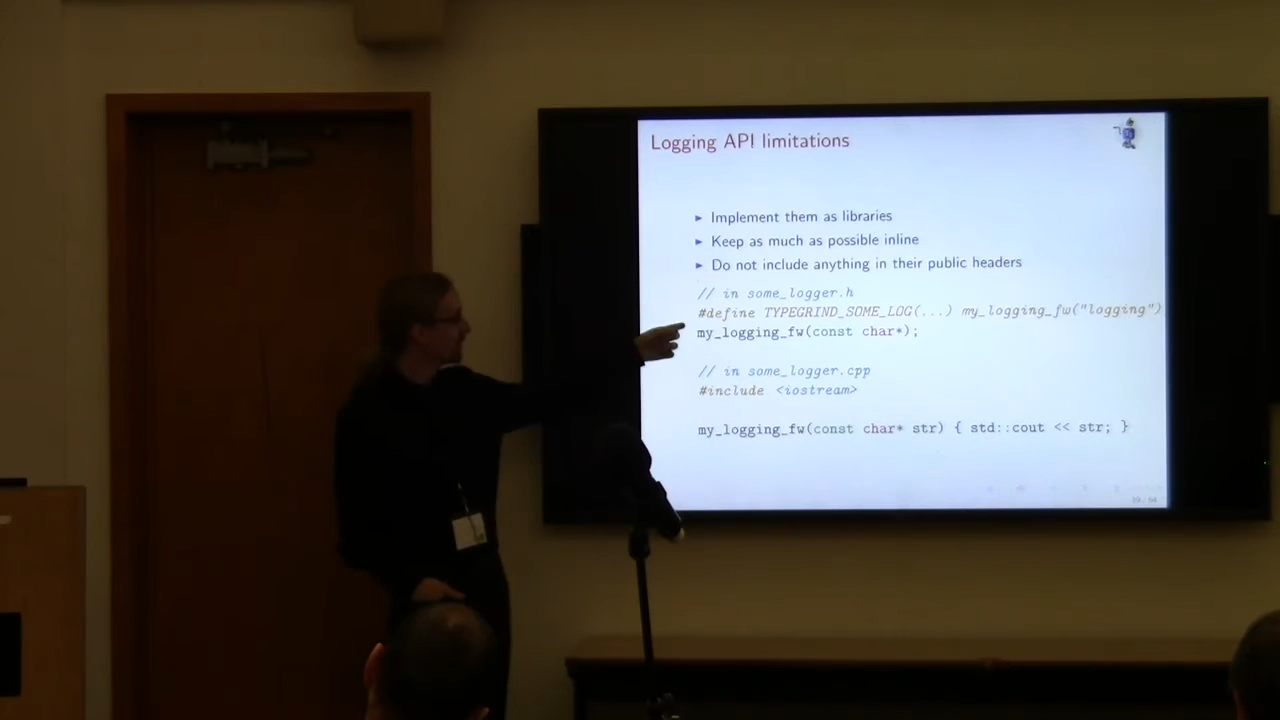 Logging API limitations
► Implement them as libraries
► Keep as much as possible inline
► Do not include anything in their public headers
// in some_logger.h
#define TYPEGRIND_SOME_LOG(...) my_logging_fw("logging")
my_logging_fw(const char*);
// in some_logger.cpp
#include <iostream>
my_logging_fw(const char* str) { std::cout << str; }